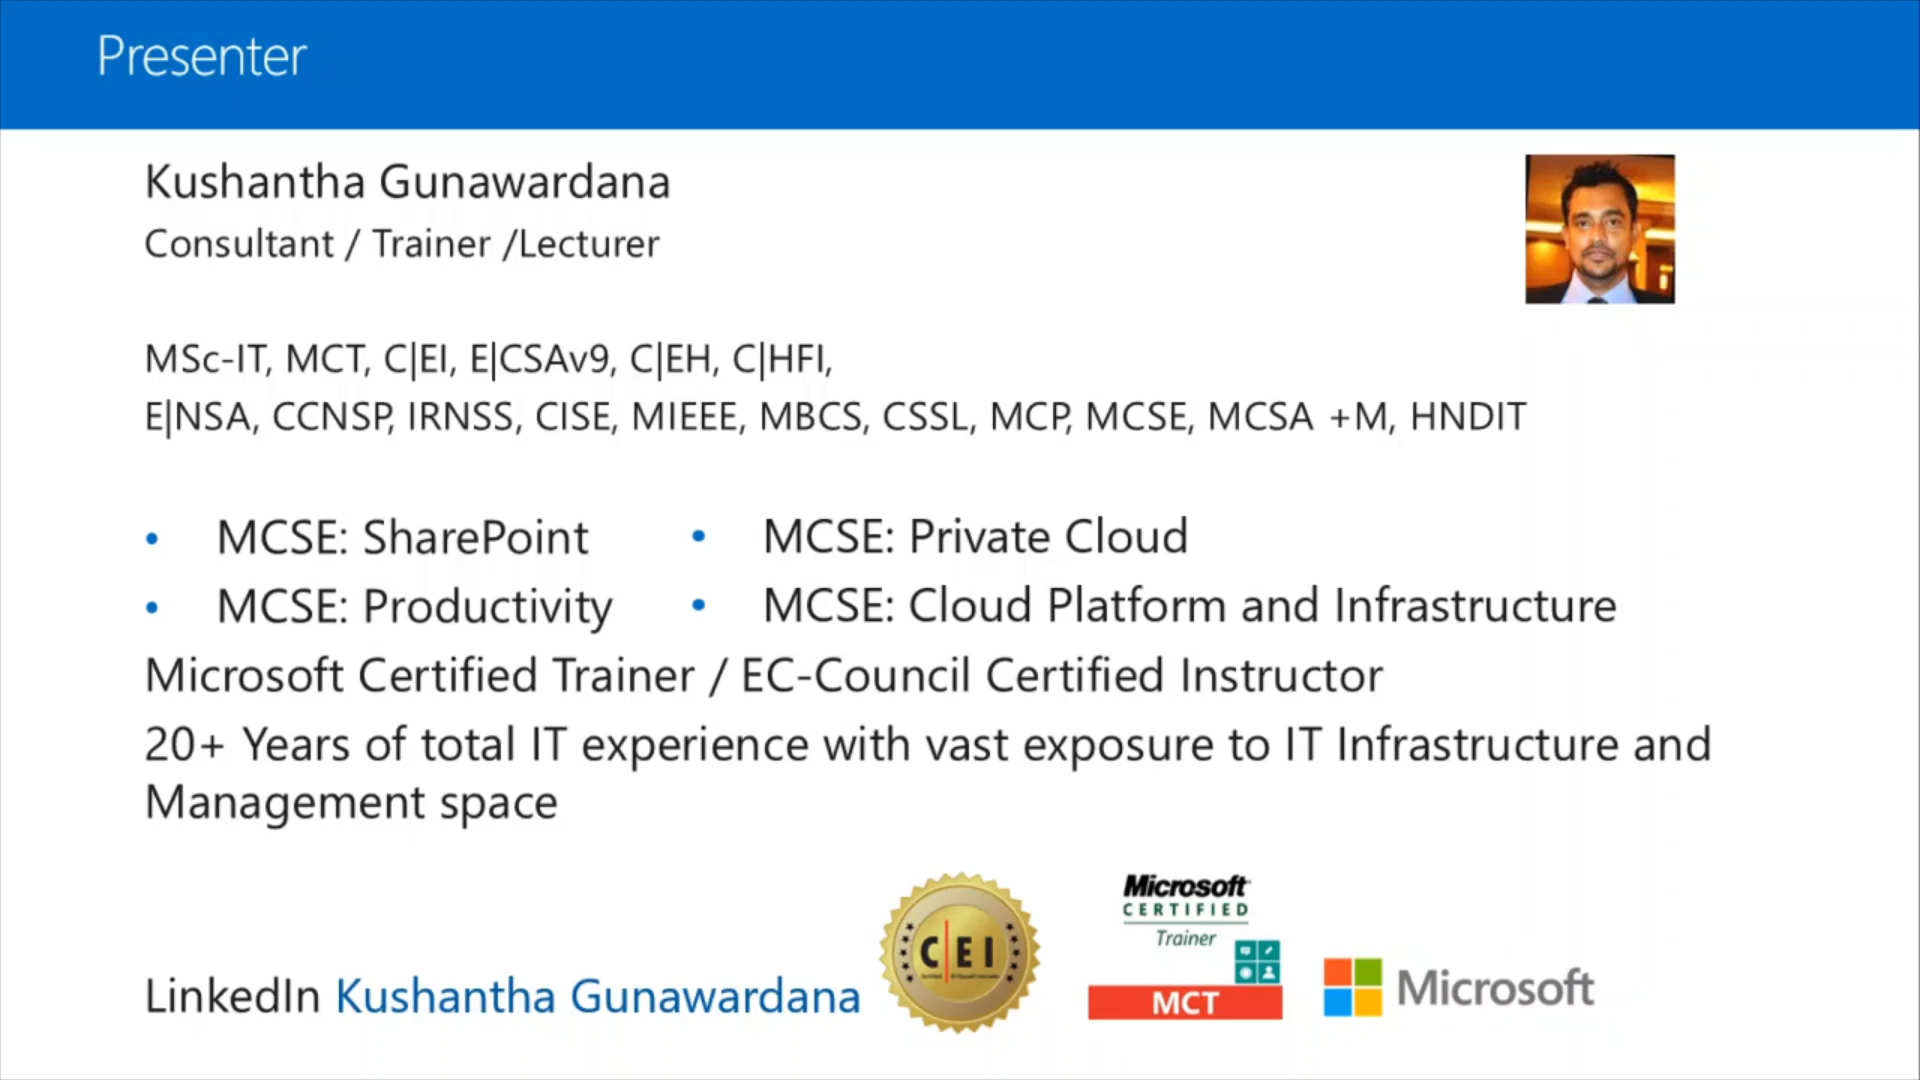 Presenter
Kushantha Gunawardana
Consultant / Trainer /Lecturer
MSc-IT, MCT, C|EI, E|CSAv9, C|EH, C|HFI,
E|NSA, CCNSP, IRNSS, CISE, MIEEE, MBCS, CSSL, MCP, MCSE, MCSA +M, HNDIT
• MCSE: SharePoint
• MCSE: Productivity
• MCSE: Private Cloud
• MCSE: Cloud Platform and Infrastructure
Microsoft Certified Trainer / EC-Council Certified Instructor
20+ Years of total IT experience with vast exposure to IT Infrastructure and
Management space
LinkedIn Kushantha Gunawardana
C|EI
Microsoft
CERTIFIED
Trainer
MCT
Microsoft